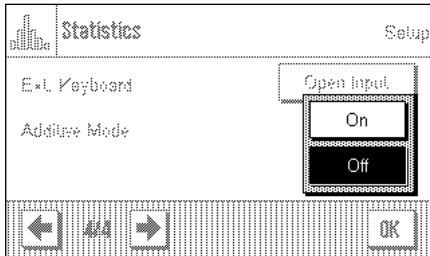 Statistics
Setup
Ext. Keyboard
Open Input
Additive Mode
On
Off
4/4
OK